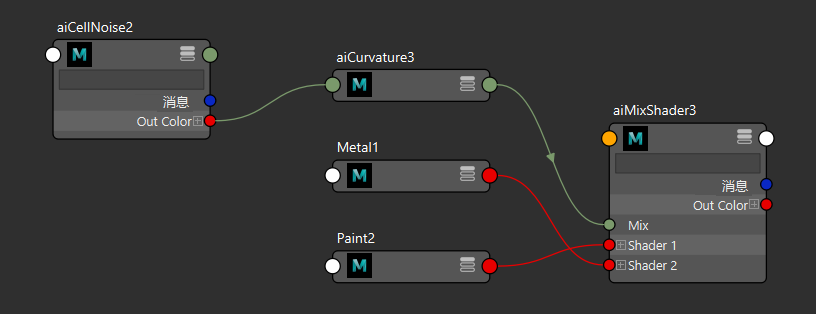 aiCellNoise2
消息
Out Color
aiCurvature3
Metal1
Paint2
aiMixShader3
消息
Out Color
Mix
Shader 1
Shader 2